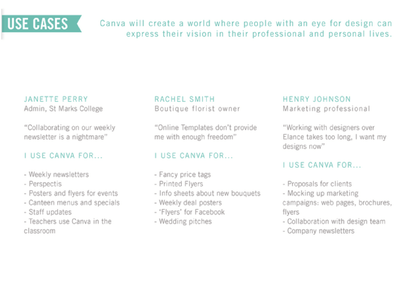 USE CASES
Canva will create a world where people with an eye for design can
express their vision in their professional and personal lives.
JANETTE PERRY
Admin, St Marks College
"Collaborating on our weekly
newsletter is a nightmare"
I USE CANVA FOR...
- Weekly newsletters
- Perspectis
- Posters and flyers for events
- Canteen menus and specials
- Staff updates
- Teachers use Canva in the
classroom
RACHEL SMITH
Boutique florist owner
"Online Templates don't provide
me with enough freedom"
I USE CANVA FOR...
- Fancy price tags
- Printed Flyers
- Info sheets about new bouquets
- Weekly deal posters
- 'Flyers' for Facebook
- Wedding pitches
HENRY JOHNSON
Marketing professional
"Working with designers over
Elance takes too long, I want my
designs now"
I USE CANVA FOR...
- Proposals for clients
- Mocking up marketing
campaigns: web pages, brochures,
flyers
- Collaboration with design team
- Company newsletters